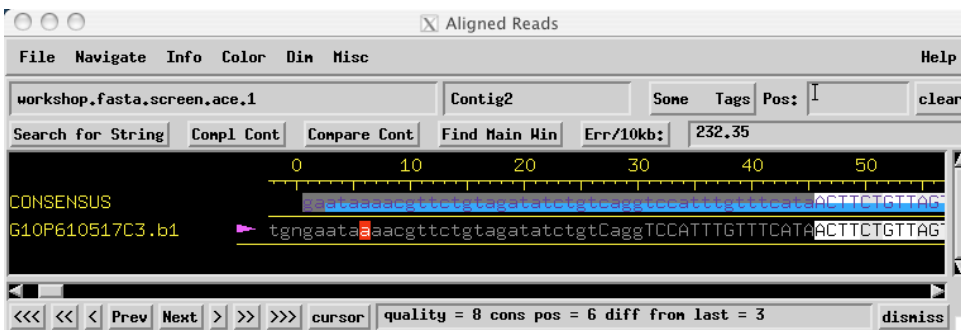 Aligned Reads
File Navigate Info Color Dim Misc Help
workshop.fasta.screen.ace.1 Contig2 Some Tags Pos: clear
Search for String Compl Cont Compare Cont Find Main Win Err/10kb: 232.35
0 10 20 30 40 50
CONSENSUS gaataaaacgttctgtagatatctgtcaggtccatttgtttcataACTTCTGTTAGT
G10P610517C3.b1 tgngaataaaacgttctgtagatatctgtCaggTCCATTTGTTTCATAACTTCTGTTAGT
<<< << < Prev Next > >> >>> cursor quality = 8 cons pos = 6 diff from last = 3 dismiss